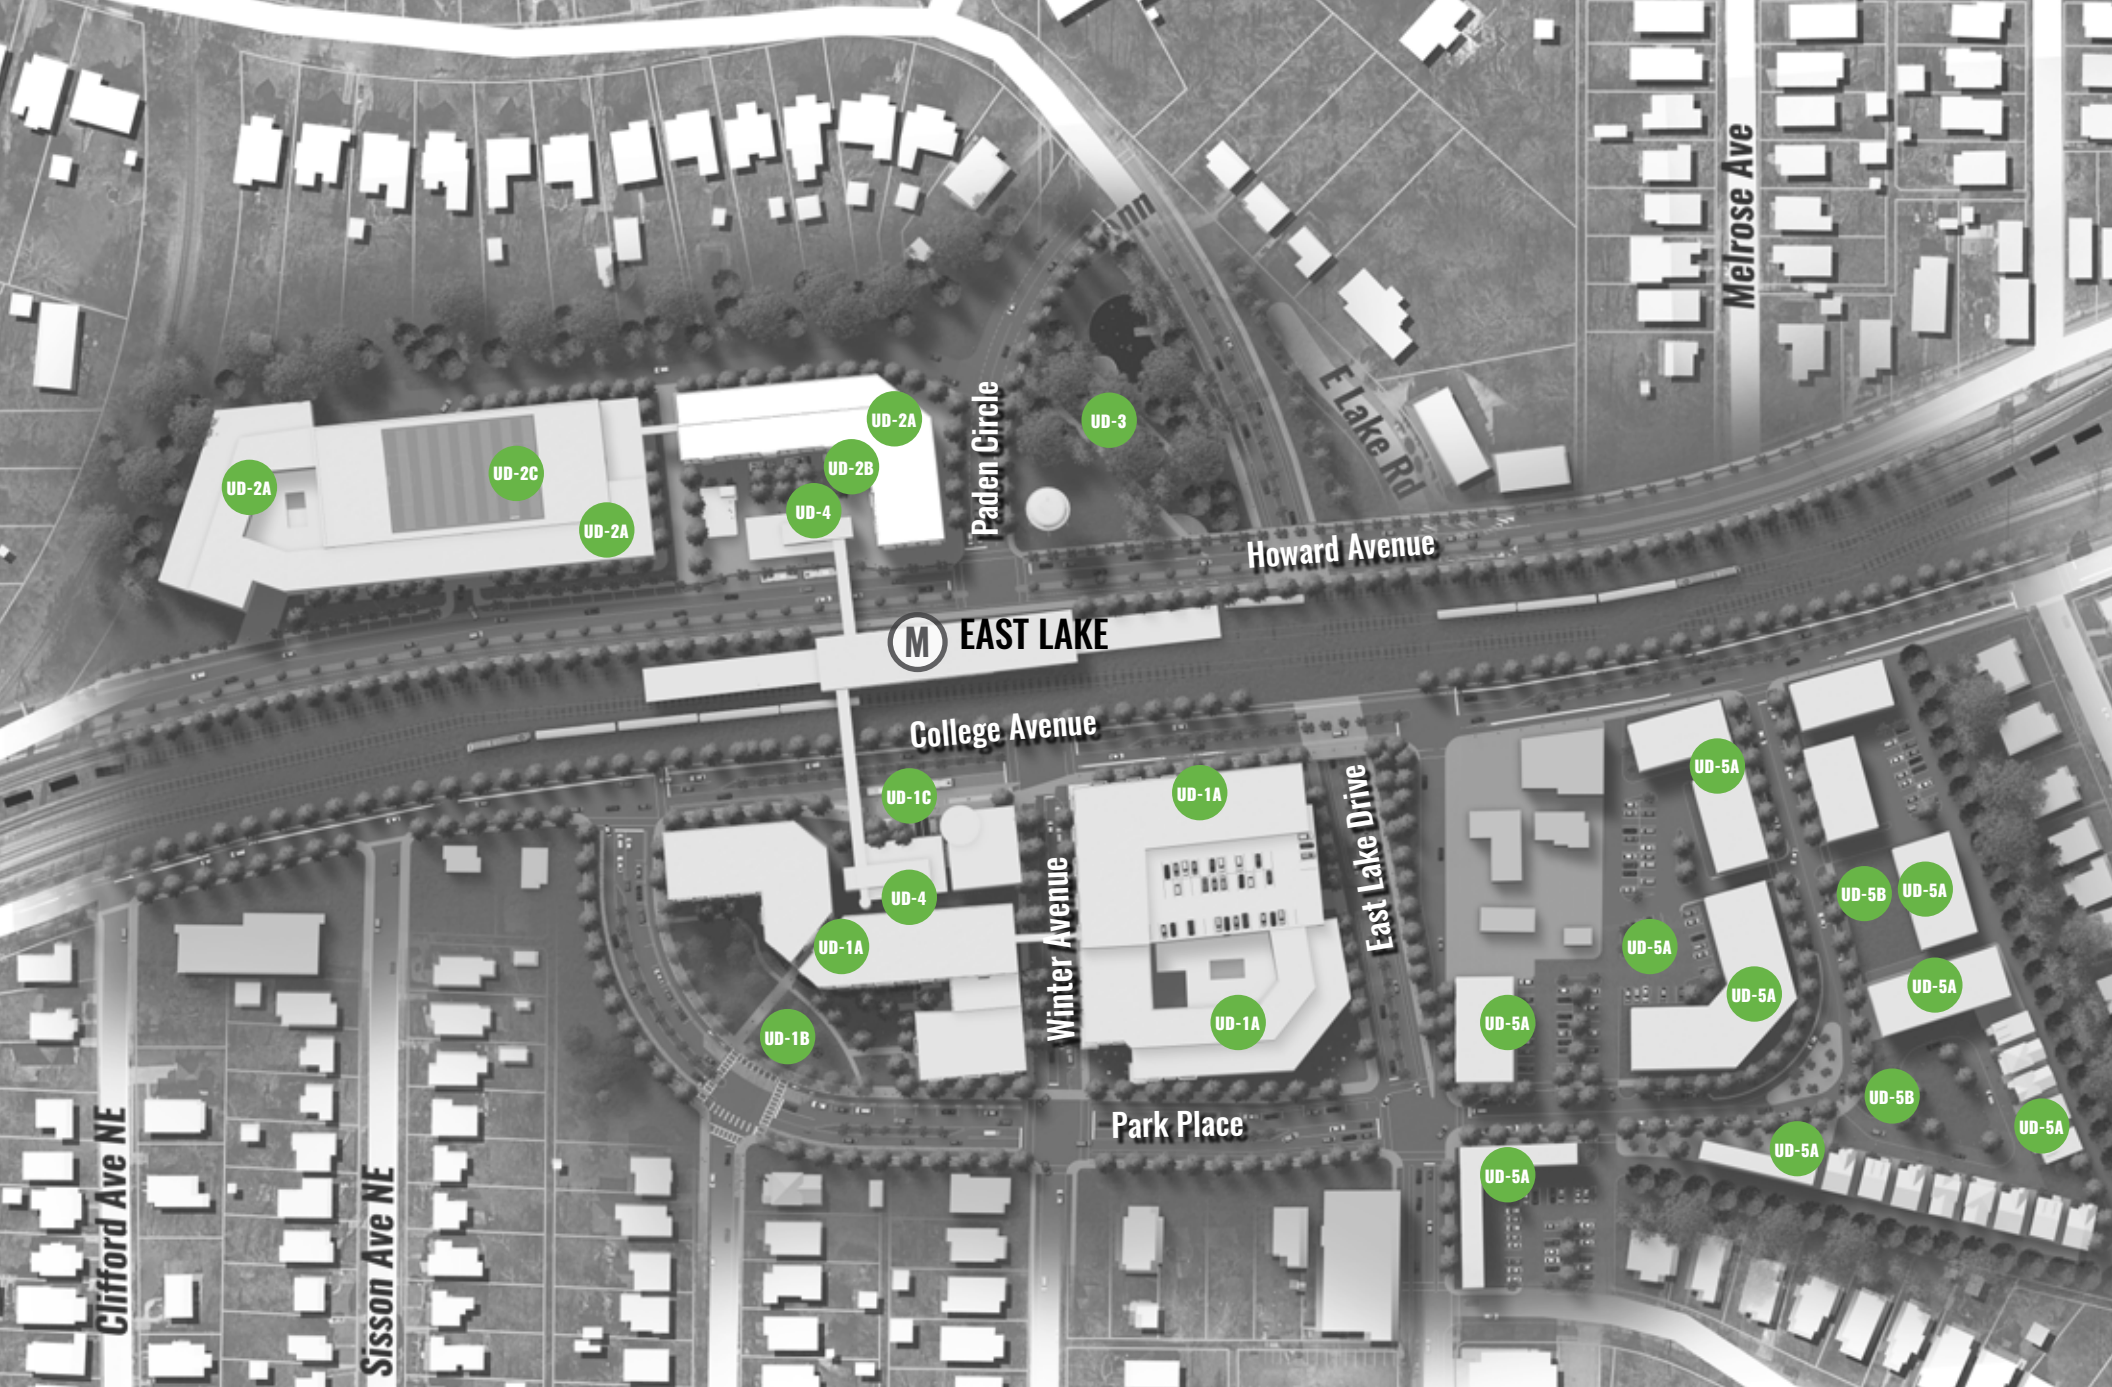 Melrose Ave
nn
E Lake Rd
Paden Circle
UD-2A
UD-3
UD-2B
UD-2C
UD-2A
UD-4
UD-2A
Howard Avenue
M EAST LAKE
College Avenue
UD-1C
UD-1A
East Lake Drive
UD-5A
UD-4
UD-5B
UD-5A
UD-1A
Winter Avenue
UD-5A
UD-5A
UD-5A
UD-1B
UD-1A
UD-5A
UD-5B
Park Place
UD-5A
UD-5A
UD-5A
Clifford Ave NE
Sisson Ave NE